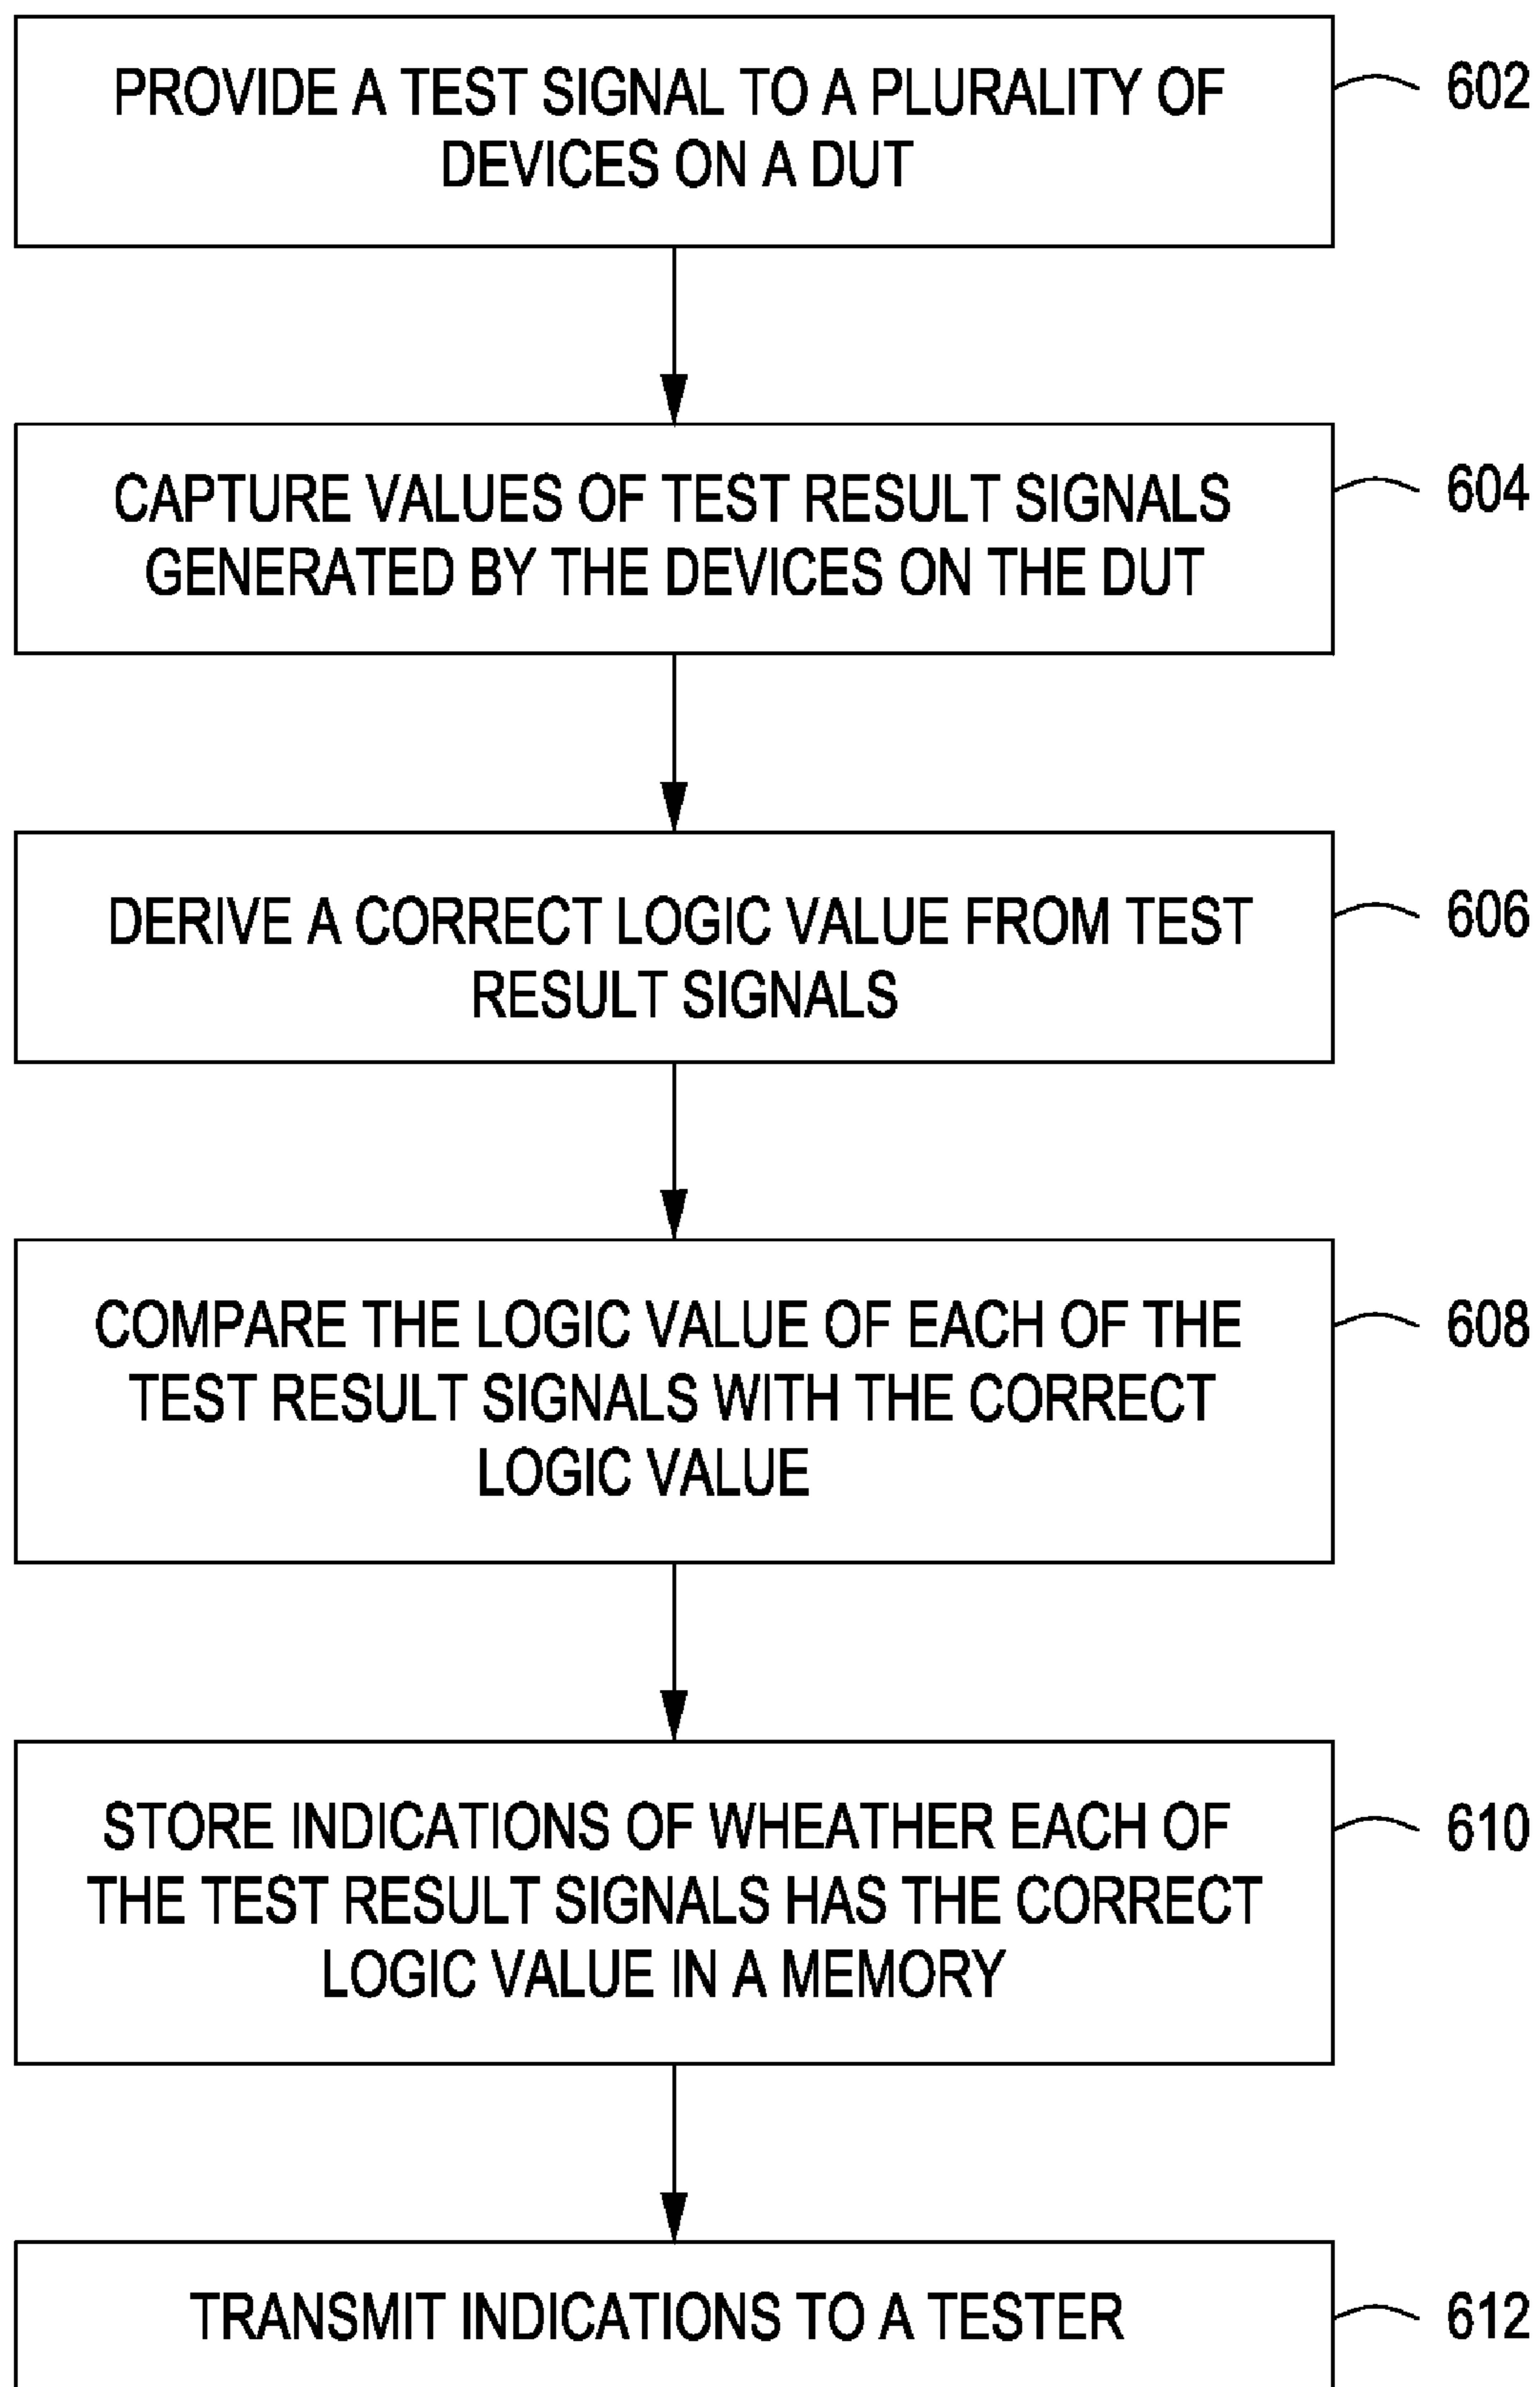 PROVIDE A TEST SIGNAL TO A PLURALITY OF
DEVICES ON A DUT
602
CAPTURE VALUES OF TEST RESULT SIGNALS
GENERATED BY THE DEVICES ON THE DUT
604
DERIVE A CORRECT LOGIC VALUE FROM TEST
RESULT SIGNALS
606
COMPARE THE LOGIC VALUE OF EACH OF THE
TEST RESULT SIGNALS WITH THE CORRECT
LOGIC VALUE
608
STORE INDICATIONS OF WHEATHER EACH OF
THE TEST RESULT SIGNALS HAS THE CORRECT
LOGIC VALUE IN A MEMORY
610
TRANSMIT INDICATIONS TO A TESTER
612